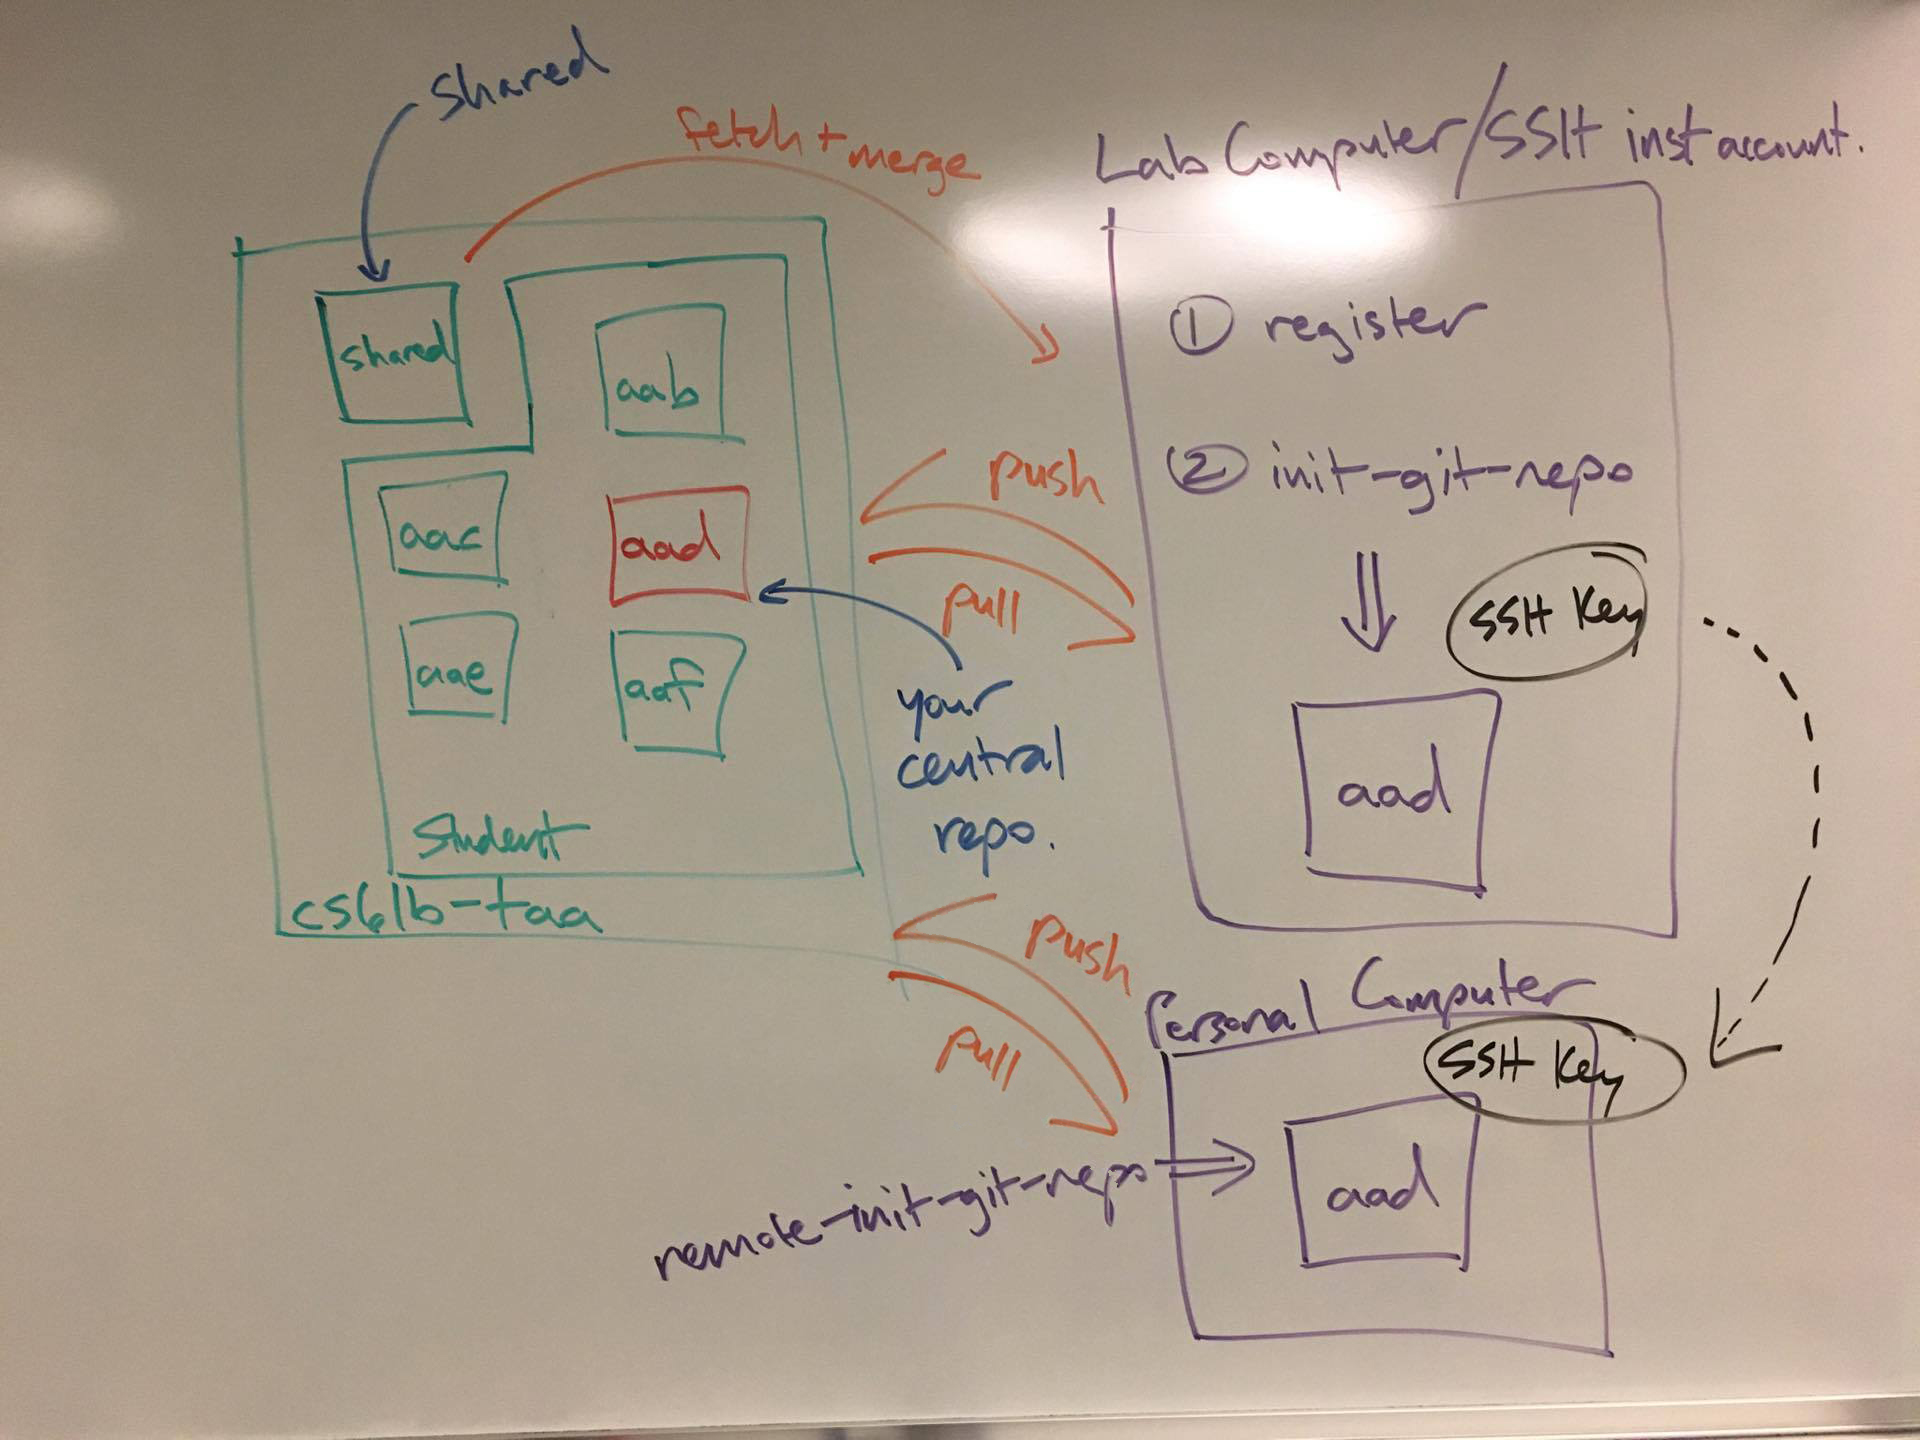 shared
fetch + merge
Lab Computer/SSH inst account.
shared
aab
aac
aad
aae
aaf
Student
cs61b-taa
push
pull
your
central
repo.
① register
② init-git-repo
SSH Key
aad
push
pull
Personal Computer
SSH Key
remote-init-git-repo
aad